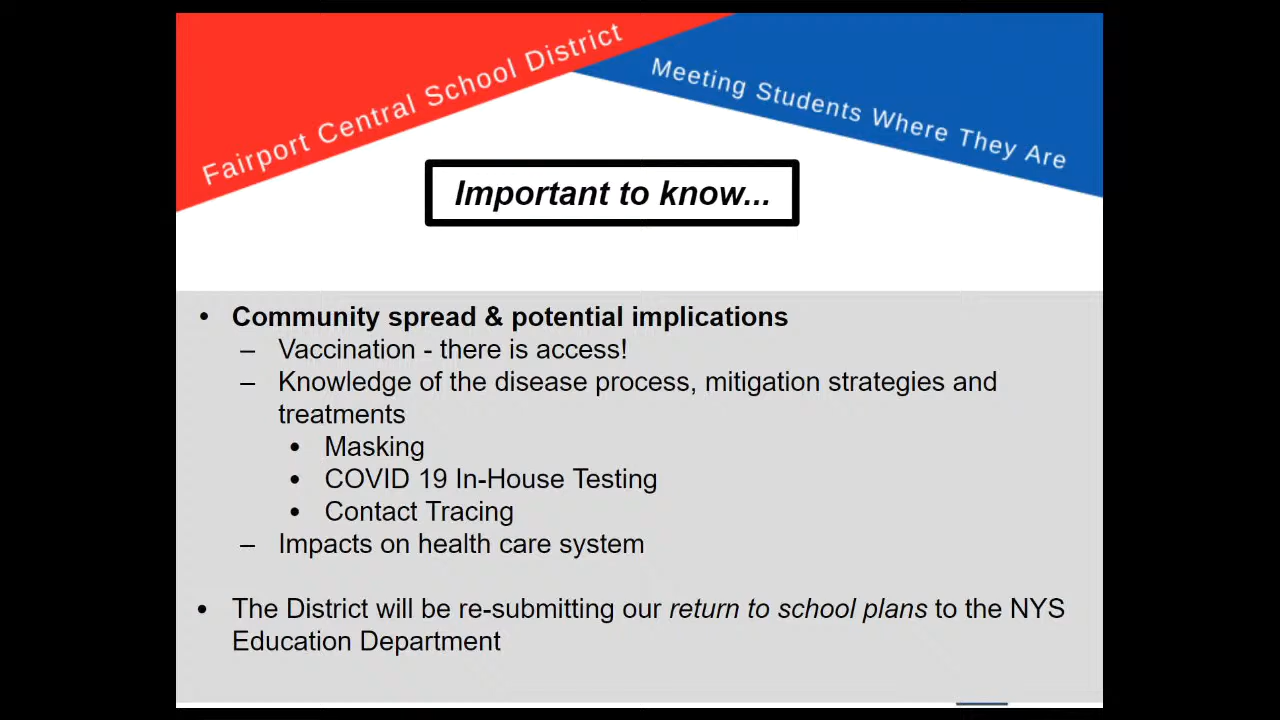 Fairport Central School District
Meeting Students Where They Are
Important to know...
• Community spread & potential implications
– Vaccination - there is access!
– Knowledge of the disease process, mitigation strategies and
treatments
• Masking
• COVID 19 In-House Testing
• Contact Tracing
– Impacts on health care system
• The District will be re-submitting our return to school plans to the NYS
Education Department